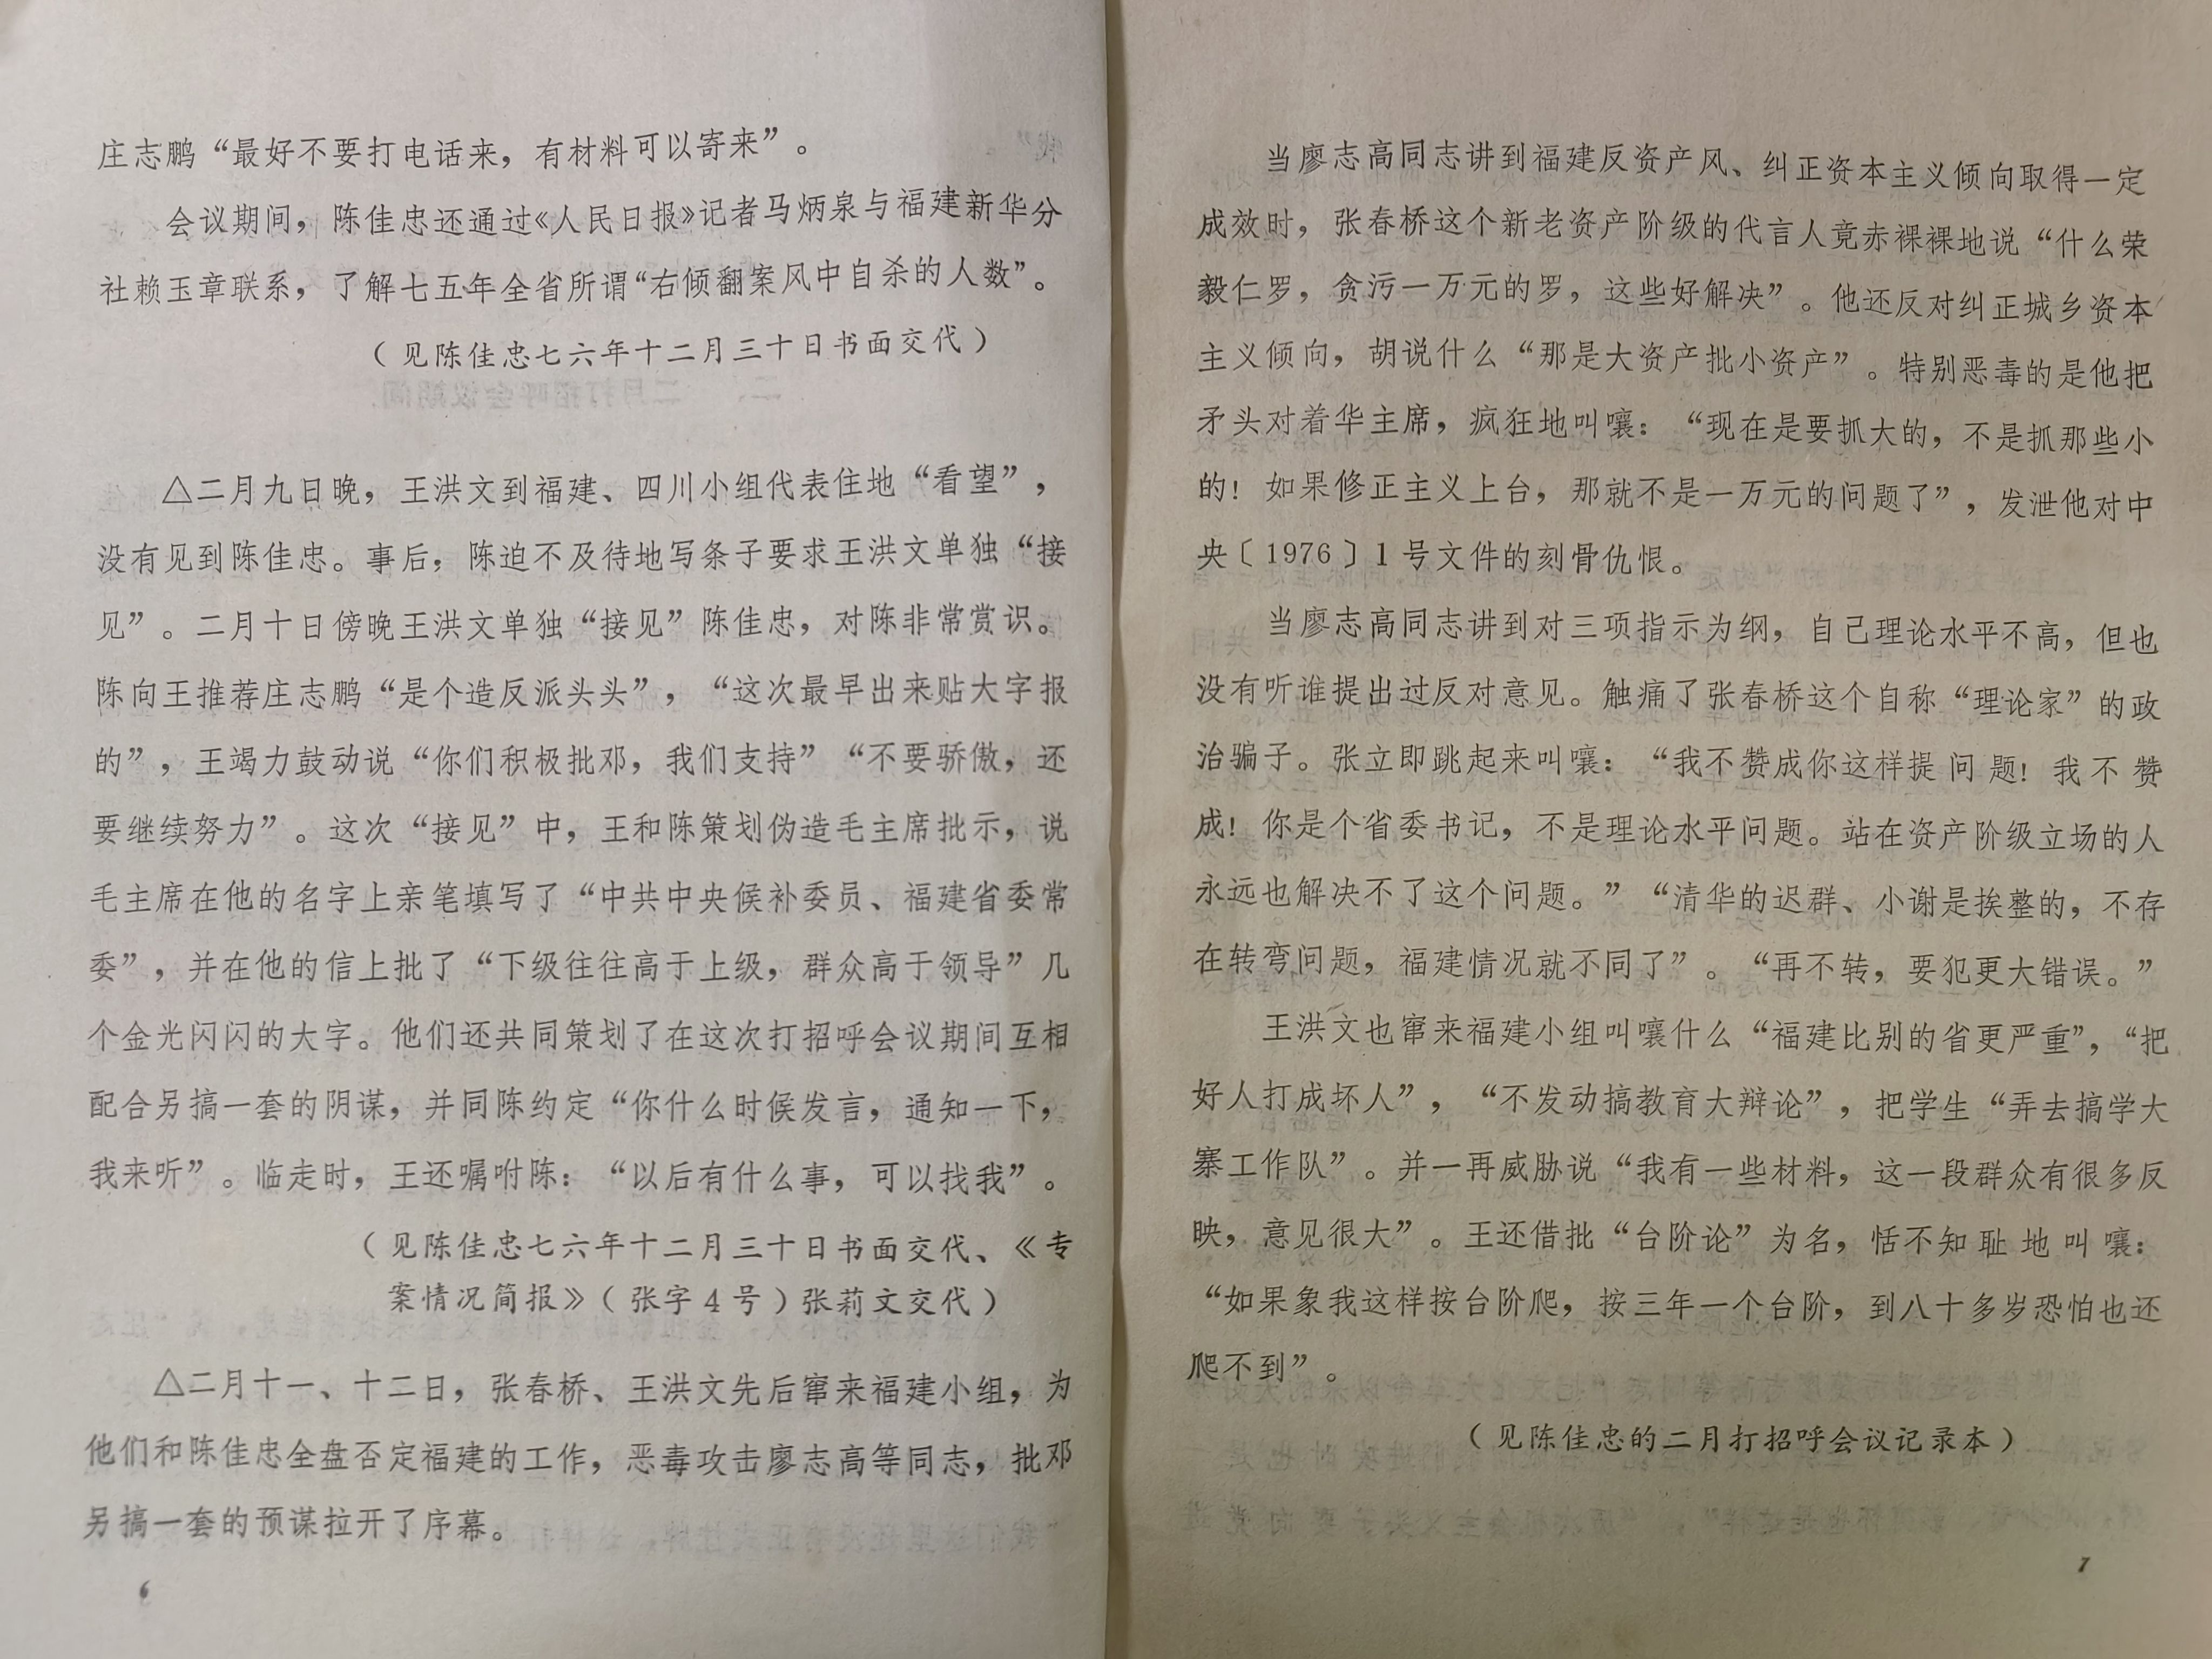 庄志鹏“最好不要打电话来，有材料可以寄来”。
会议期间，陈佳忠还通过《人民日报》记者马炳泉与福建新华分
社赖玉章联系，了解七五年全省所谓“右倾翻案风中自杀的人数”。
（见陈佳忠七六年十二月三十日书面交代）
△二月九日晚，王洪文到福建、四川小组代表住地“看望”，
没有见到陈佳忠。事后，陈迫不及待地写条子要求王洪文单独“接
见”。二月十日傍晚王洪文单独“接见”陈佳忠，对陈非常赏识。
陈向王推荐庄志鹏“是个造反派头头”，“这次最早出来贴大字报
的”，王竭力鼓动说“你们积极批邓，我们支持”“不要骄傲，还
要继续努力”。这次“接见”中，王和陈策划伪造毛主席批示，说
毛主席在他的名字上亲笔填写了“中共中央候补委员、福建省委常
委”，并在他的信上批了“下级往往高于上级，群众高于领导”几
个金光闪闪的大字。他们还共同策划了在这次打招呼会议期间互相
配合另搞一套的阴谋，并同陈约定“你什么时候发言，通知一下，
我来听”。临走时，王还嘱咐陈：“以后有什么事，可以找我”。
（见陈佳忠七六年十二月三十日书面交代、《专
案情况简报》（张字4号）张莉文交代）
△二月十一、十二日，张春桥、王洪文先后窜来福建小组，为
他们和陈佳忠全盘否定福建的工作，恶毒攻击廖志高等同志，批邓
另搞一套的预谋拉开了序幕。
6
当廖志高同志讲到福建反资产风、纠正资本主义倾向取得一定
成效时，张春桥这个新老资产阶级的代言人竟赤裸裸地说“什么荣
毅仁罗，贪污一万元的罗，这些好解决”。他还反对纠正城乡资本
主义倾向，胡说什么“那是大资产批小资产”。特别恶毒的是他把
矛头对着华主席，疯狂地叫嚷：“现在是要抓大的，不是抓那些小
的！如果修正主义上台，那就不是一万元的问题了”，发泄他对中
央〔1976〕1号文件的刻骨仇恨。
当廖志高同志讲到对三项指示为纲，自己理论水平不高，但也
没有听谁提出过反对意见。触痛了张春桥这个自称“理论家”的政
治骗子。张立即跳起来叫嚷：“我不赞成你这样提问题！我不赞
成！你是个省委书记，不是理论水平问题。站在资产阶级立场的人
永远也解决不了这个问题。”“清华的迟群、小谢是挨整的，不存
在转弯问题，福建情况就不同了”。“再不转，要犯更大错误。”
王洪文也窜来福建小组叫嚷什么“福建比别的省更严重”，“把
好人打成坏人”，“不发动搞教育大辩论”，把学生“弄去搞学大
寨工作队”。并一再威胁说“我有一些材料，这一段群众有很多反
映，意见很大”。王还借批“台阶论”为名，恬不知耻地叫嚷：
“如果象我这样按台阶爬，按三年一个台阶，到八十多岁恐怕也还
爬不到”。
（见陈佳忠的二月打招呼会议记录本）
7